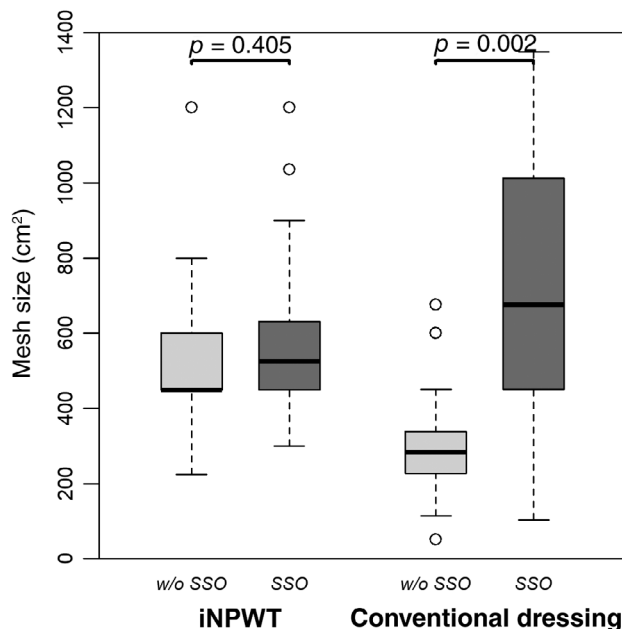 p = 0.405
p = 0.002
1400
1200
1000
800
600
400
200
0
Mesh size (cm²)
w/o SSO SSO w/o SSO SSO
iNPWT Conventional dressing